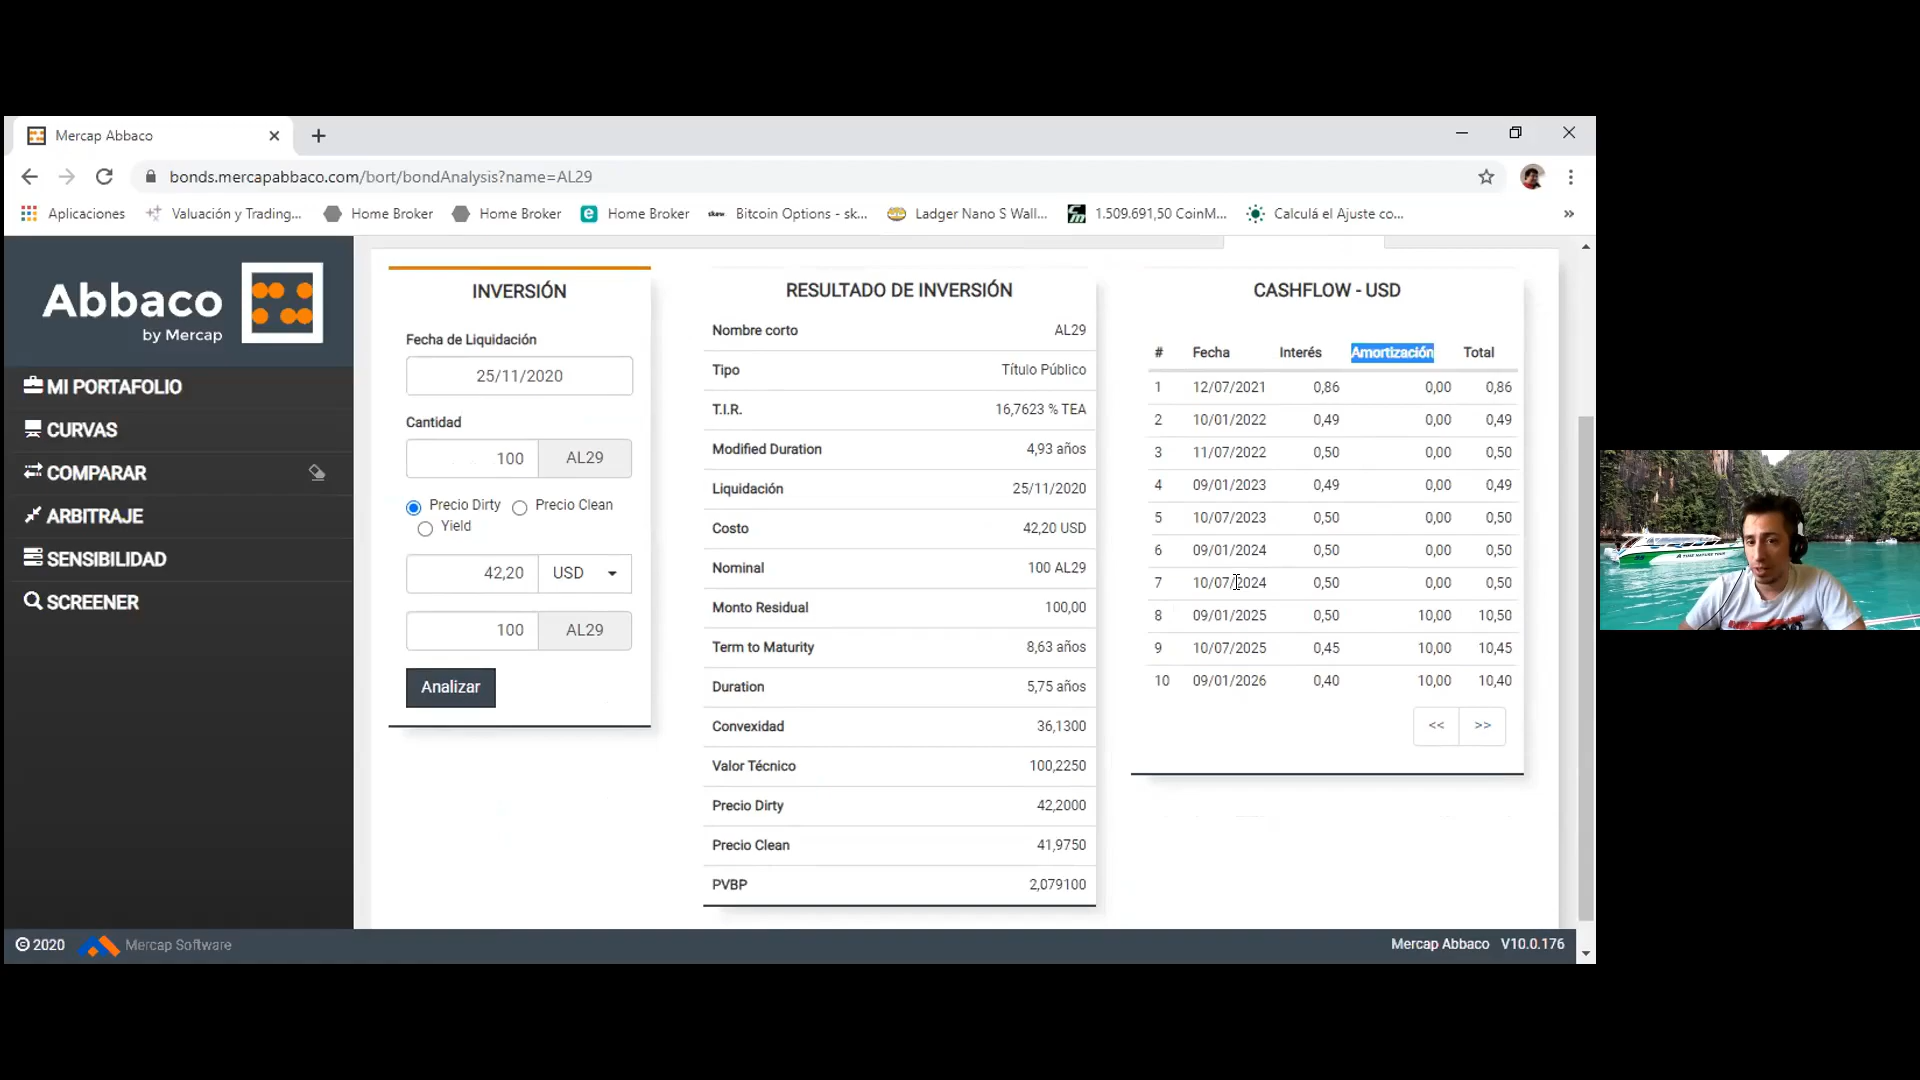 Mercap Abbaco
bonds.mercapabbaco.com/bort/bondAnalysis?name=AL29
Aplicaciones
Valuación y Trading...
Home Broker
Home Broker
Home Broker
skew Bitcoin Options - sk...
Ladger Nano S Wall...
1.509.691,50 CoinM...
Calculá el Ajuste co...
»
Abbaco
by Mercap
MI PORTAFOLIO
CURVAS
COMPARAR
ARBITRAJE
SENSIBILIDAD
SCREENER
INVERSIÓN
Fecha de Liquidación
25/11/2020
Cantidad
100 AL29
Precio Dirty Precio Clean
Yield
42,20 USD
100 AL29
Analizar
RESULTADO DE INVERSIÓN
Nombre corto AL29
Tipo Título Público
T.I.R. 16,7623 % TEA
Modified Duration 4,93 años
Liquidación 25/11/2020
Costo 42,20 USD
Nominal 100 AL29
Monto Residual 100,00
Term to Maturity 8,63 años
Duration 5,75 años
Convexidad 36,1300
Valor Técnico 100,2250
Precio Dirty 42,2000
Precio Clean 41,9750
PVBP 2,079100
CASHFLOW - USD
# Fecha Interés Amortización Total
1 12/07/2021 0,86 0,00 0,86
2 10/01/2022 0,49 0,00 0,49
3 11/07/2022 0,50 0,00 0,50
4 09/01/2023 0,49 0,00 0,49
5 10/07/2023 0,50 0,00 0,50
6 09/01/2024 0,50 0,00 0,50
7 10/07/2024 0,50 0,00 0,50
8 09/01/2025 0,50 10,00 10,50
9 10/07/2025 0,45 10,00 10,45
10 09/01/2026 0,40 10,00 10,40
<< >>
© 2020 Mercap Software
Mercap Abbaco V10.0.176